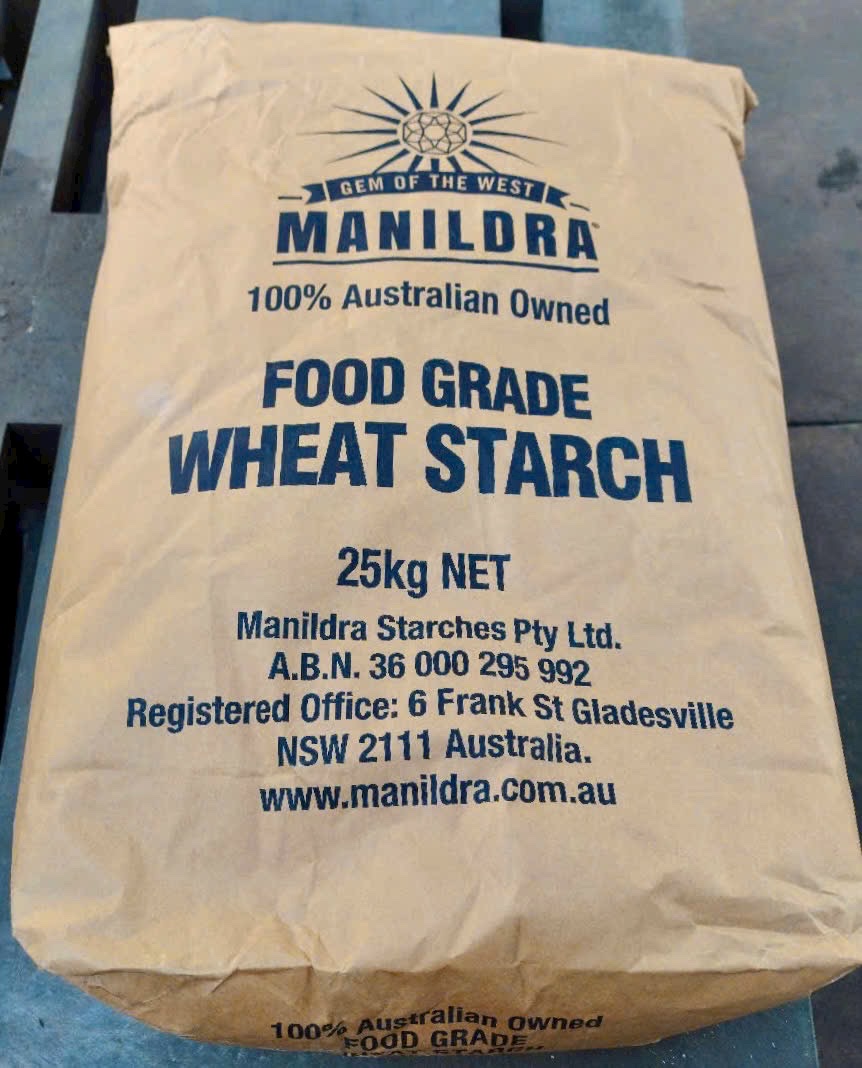 GEM OF THE WEST
MANILDRA
100% Australian Owned
FOOD GRADE
WHEAT STARCH
25kg NET
Manildra Starches Pty Ltd.
A.B.N. 36 000 295 992
Registered Office: 6 Frank St Gladesville
NSW 2111 Australia.
www.manildra.com.au
100% Australian Owned
FOOD GRADE
WHEAT STARCH